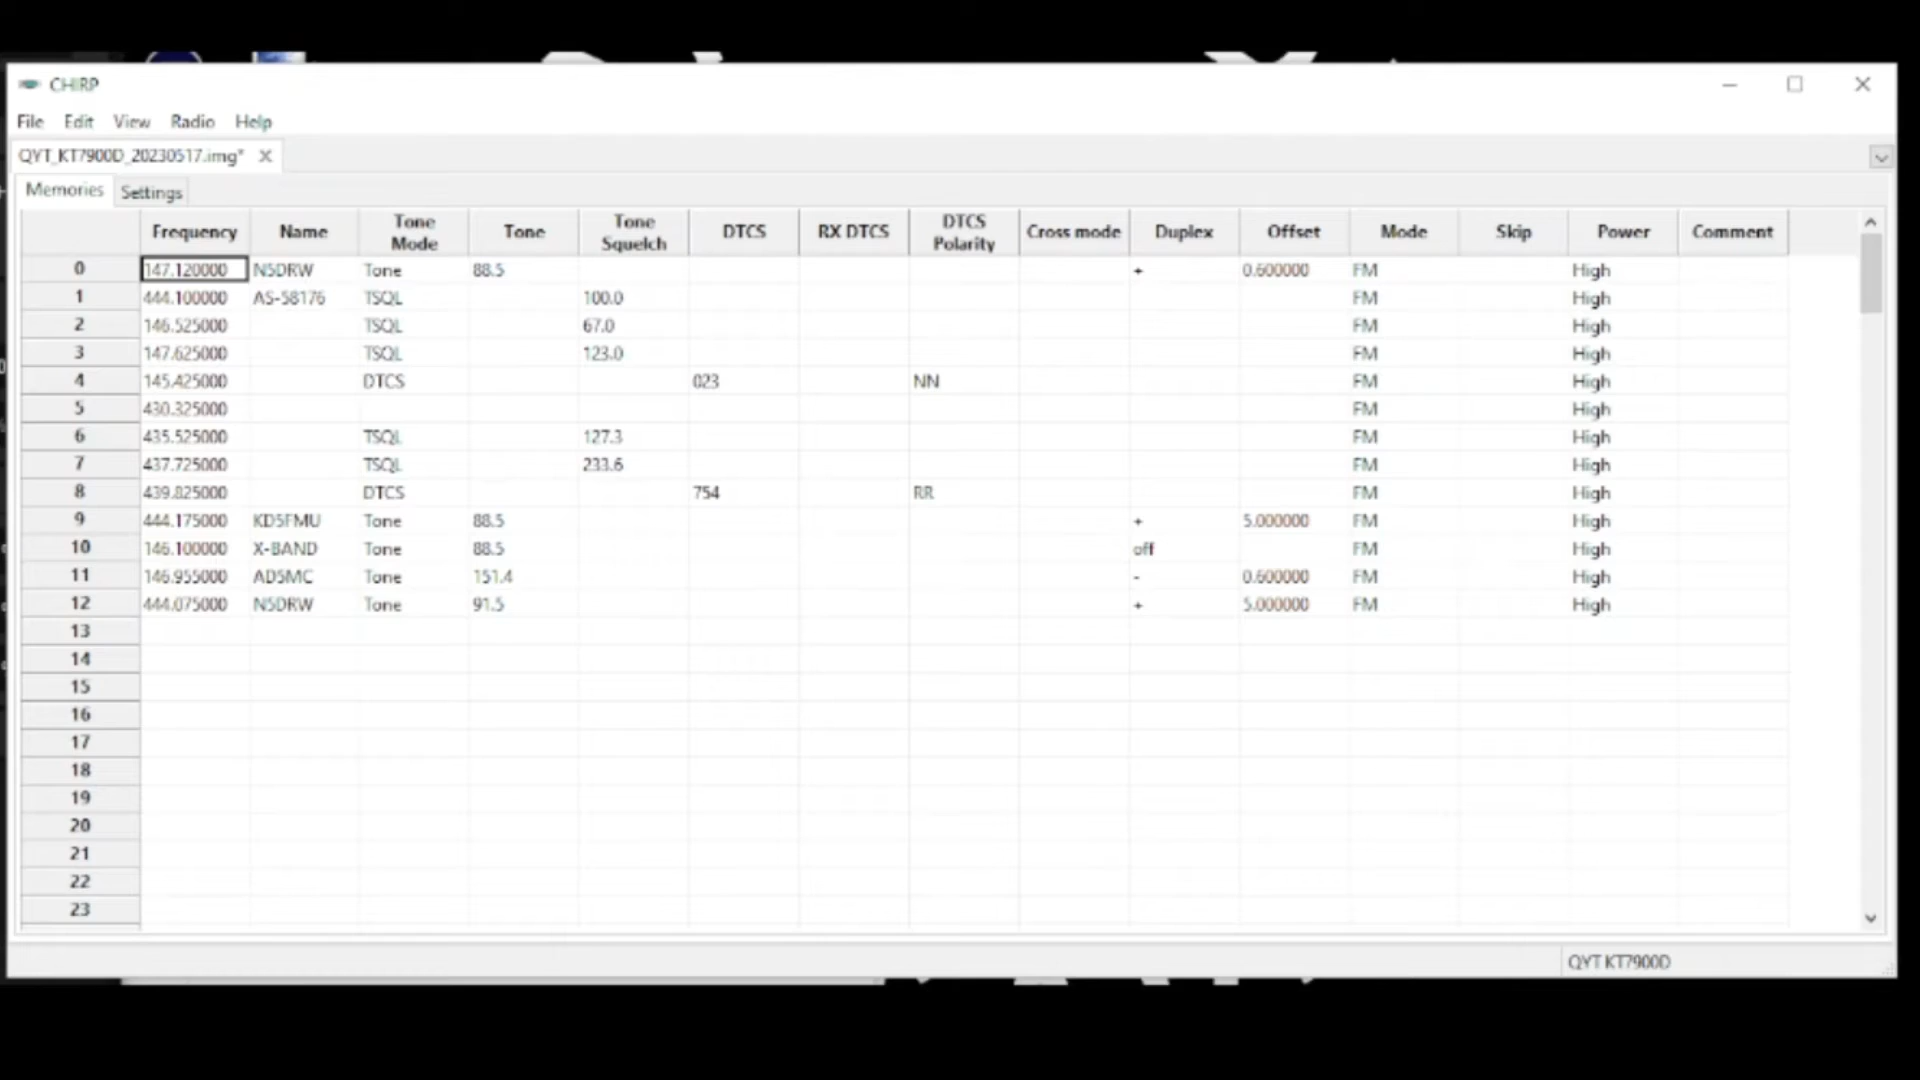 CHIRP
File Edit View Radio Help
QYT_KT7900D_20230517.img*
Memories Settings
Frequency Name Tone Mode Tone Tone Squelch DTCS RX DTCS DTCS Polarity Cross mode Duplex Offset Mode Skip Power Comment
0 147.120000 N5DRW Tone 88.5 + 0.600000 FM High
1 444.100000 AS-58176 TSQL 100.0 FM High
2 146.525000 TSQL 67.0 FM High
3 147.625000 TSQL 123.0 FM High
4 145.425000 DTCS 023 NN FM High
5 430.325000 FM High
6 435.525000 TSQL 127.3 FM High
7 437.725000 TSQL 233.6 FM High
8 439.825000 DTCS 754 RR FM High
9 444.175000 KD5FMU Tone 88.5 + 5.000000 FM High
10 146.100000 X-BAND Tone 88.5 off FM High
11 146.955000 AD5MC Tone 151.4 - 0.600000 FM High
12 444.075000 N5DRW Tone 91.5 + 5.000000 FM High
13
14
15
16
17
18
19
20
21
22
23
QYT KT7900D